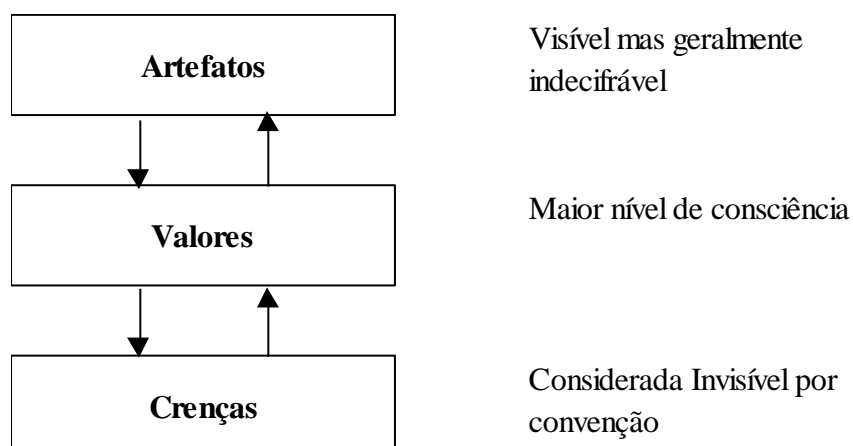 Artefatos
Visível mas geralmente
indecifrável
Valores
Maior nível de consciência
Crenças
Considerada Invisível por
convenção